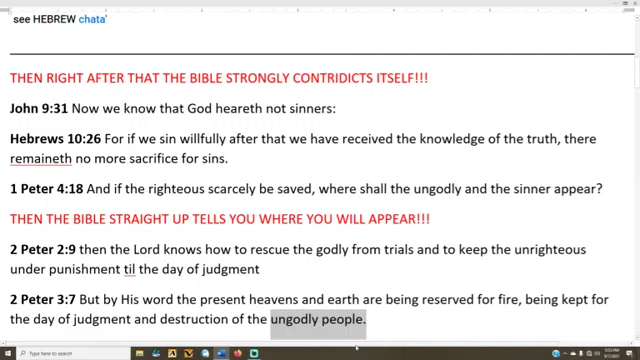 see HEBREW chata'
THEN RIGHT AFTER THAT THE BIBLE STRONGLY CONTRIDICTS ITSELF!!!
John 9:31 Now we know that God heareth not sinners:
Hebrews 10:26 For if we sin willfully after that we have received the knowledge of the truth, there
remaineth no more sacrifice for sins.
1 Peter 4:18 And if the righteous scarcely be saved, where shall the ungodly and the sinner appear?
THEN THE BIBLE STRAIGHT UP TELLS YOU WHERE YOU WILL APPEAR!!!
2 Peter 2:9 then the Lord knows how to rescue the godly from trials and to keep the unrighteous
under punishment til the day of judgment
2 Peter 3:7 But by His word the present heavens and earth are being reserved for fire, being kept for
the day of judgment and destruction of the ungodly people.
Type here to search